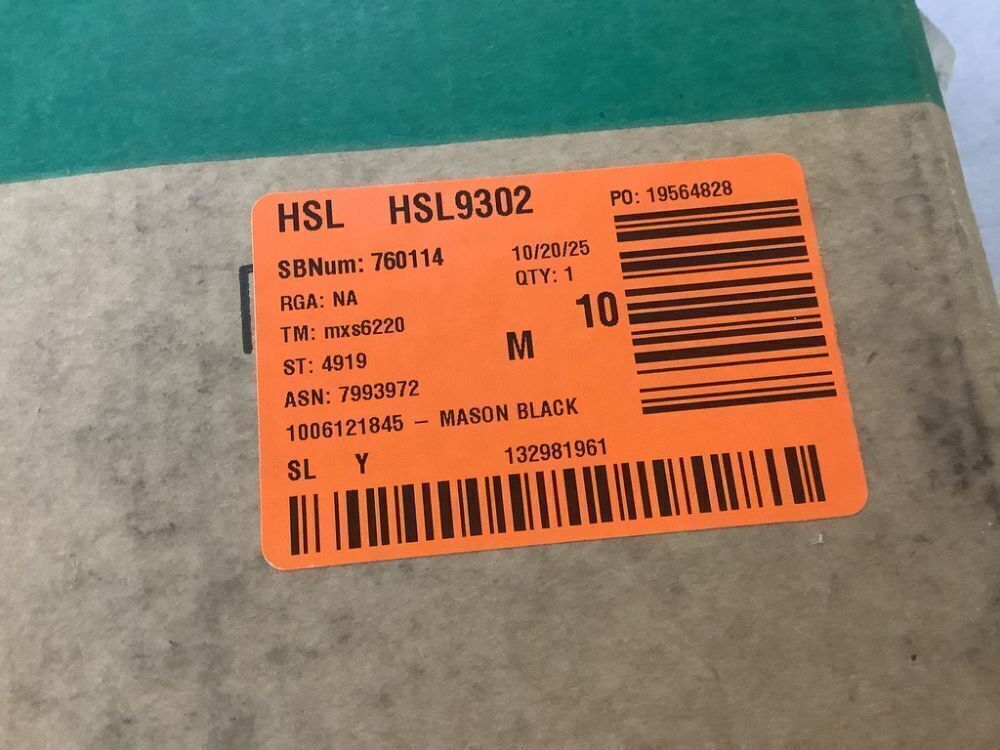 HSL HSL9302
PO: 19564828
SBNum: 760114
10/20/25
RGA: NA
QTY: 1
TM: mxs6220
10
ST: 4919
M
ASN: 7993972
1006121845 – MASON BLACK
SL Y
132981961